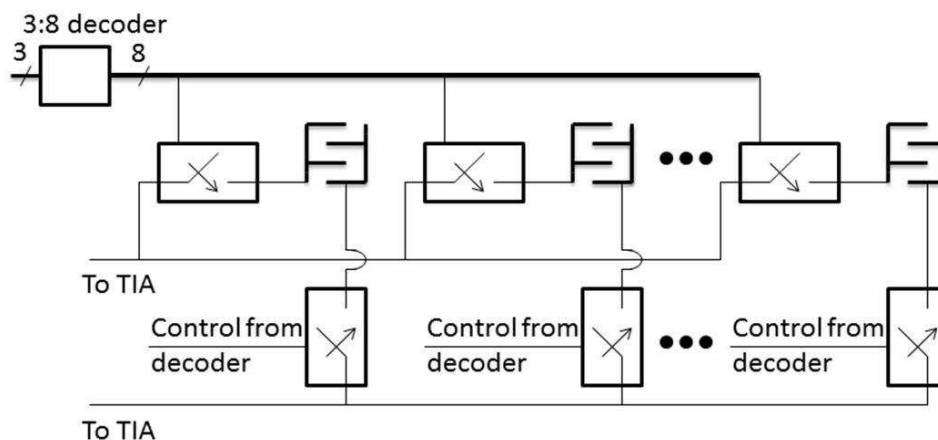 3:8 decoder
3 8
To TIA
Control from
decoder
Control from
decoder
Control from
decoder
To TIA